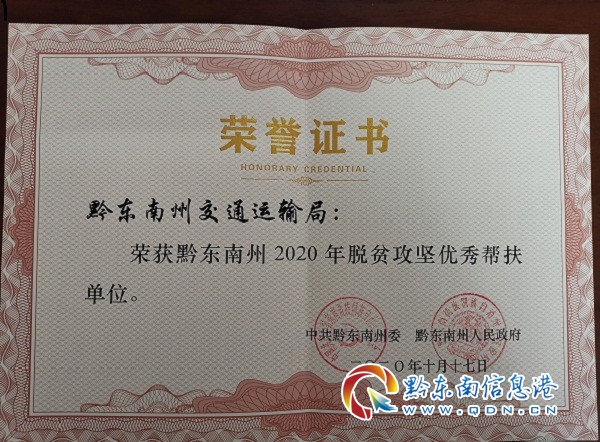 荣誉证书
HONORARY CREDENTIAL
黔东南州交通运输局：
荣获黔东南州2020年脱贫攻坚优秀帮扶
单位。
中共黔东南州委 黔东南州人民政府
二〇二〇年十月十七日
黔东南信息港
WWW.QDN.CN